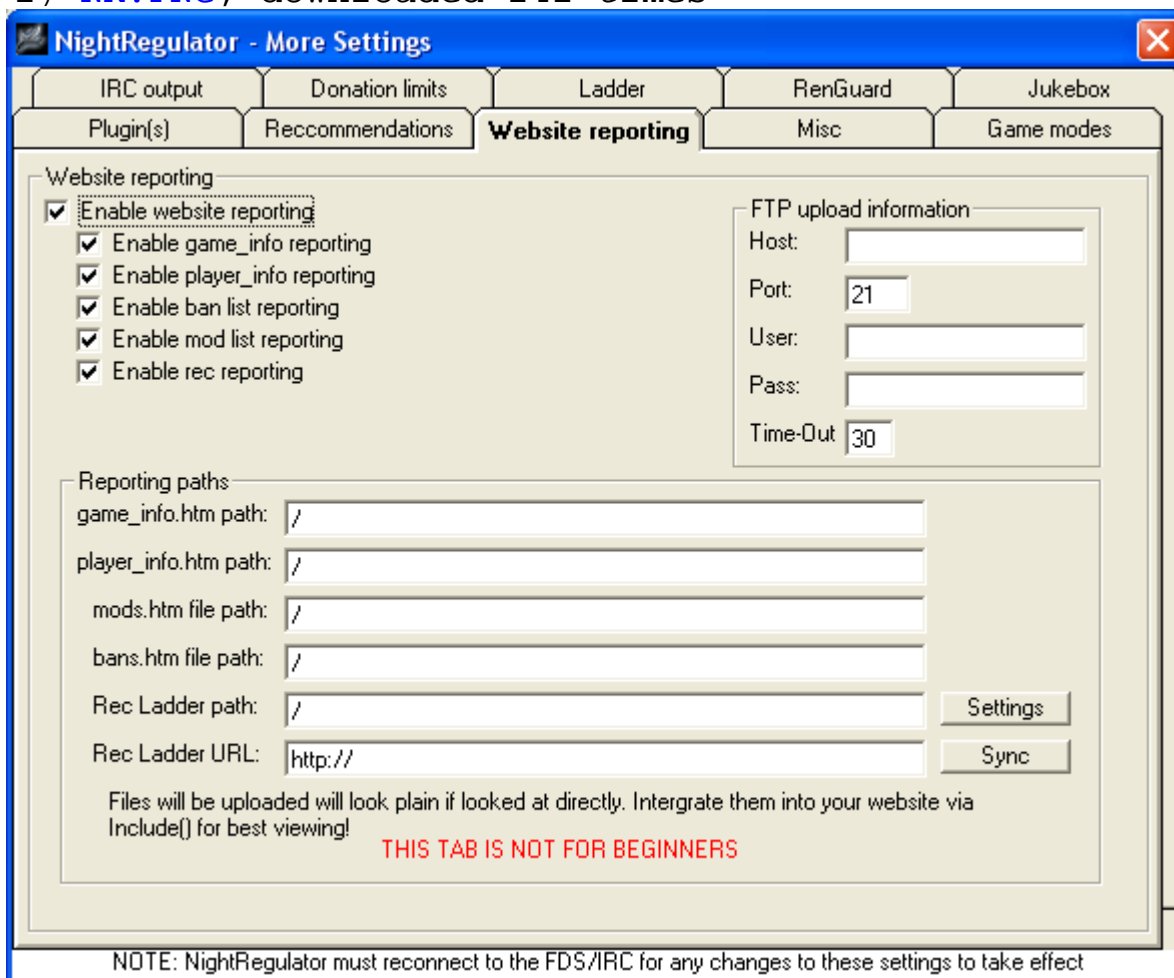 NightRegulator - More Settings
IRC output
Donation limits
Ladder
RenGuard
Jukebox
Plugin(s)
Reccommendations
Website reporting
Misc
Game modes
Website reporting
Enable website reporting
Enable game_info reporting
Enable player_info reporting
Enable ban list reporting
Enable mod list reporting
Enable rec reporting
FTP upload information
Host:
Port: 21
User:
Pass:
Time-Out 30
Reporting paths
game_info.htm path: /
player_info.htm path: /
mods.htm file path: /
bans.htm file path: /
Rec Ladder path: /
Settings
Rec Ladder URL: http://
Sync
Files will be uploaded will look plain if looked at directly. Intergrate them into your website via
Include() for best viewing!
THIS TAB IS NOT FOR BEGINNERS
NOTE: NightRegulator must reconnect to the FDS/IRC for any changes to these settings to take effect